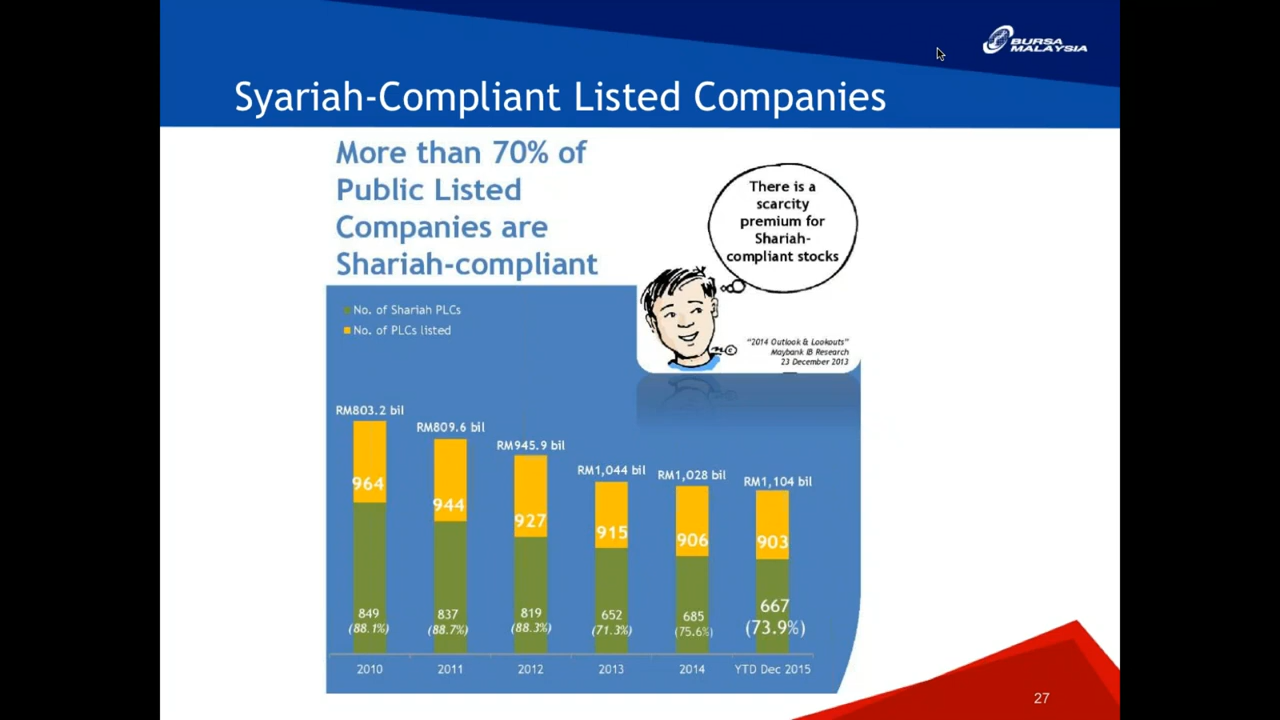 BURSA
MALAYSIA
Syariah-Compliant Listed Companies
More than 70% of
Public Listed
Companies are
Shariah-compliant
There is a
scarcity
premium for
Shariah-
compliant stocks
"2014 Outlook & Lookouts"
Maybank IB Research
23 December 2013
No. of Shariah PLCs
No. of PLCs listed
RM803.2 bil
RM809.6 bil
RM945.9 bil
RM1,044 bil
RM1,028 bil
RM1,104 bil
964
944
927
915
906
903
849
(88.1%)
837
(88.7%)
819
(88.3%)
652
(71.3%)
685
(75.6%)
667
(73.9%)
2010
2011
2012
2013
2014
YTD Dec 2015
27